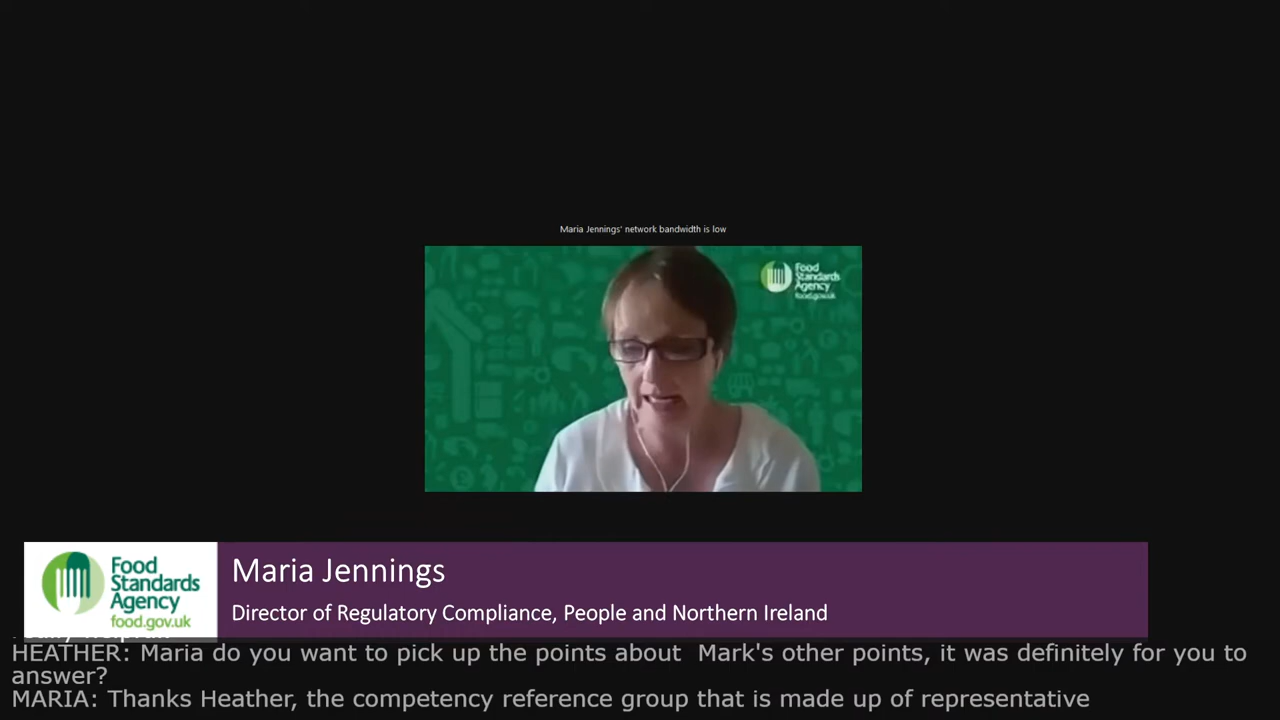 Maria Jennings' network bandwidth is low
Food
Standards
Agency
food.gov.uk
Maria Jennings
Food
Standards
Agency
food.gov.uk
Director of Regulatory Compliance, People and Northern Ireland
HEATHER: Maria do you want to pick up the points about  Mark's other points, it was definitely for you to
answer?
MARIA: Thanks Heather, the competency reference group that is made up of representative